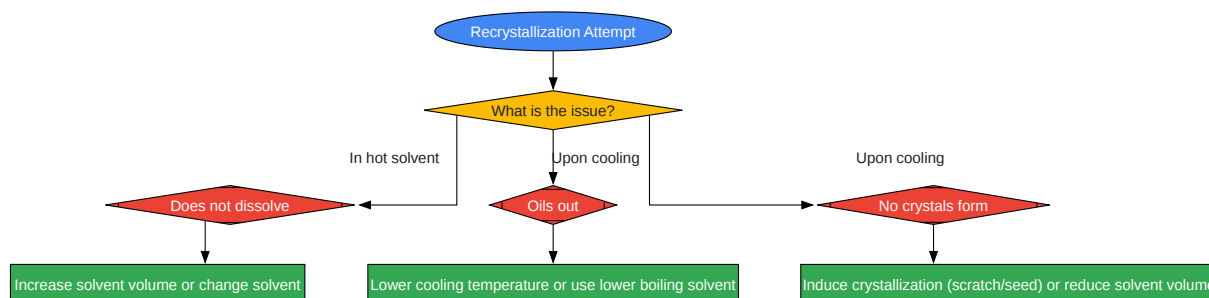 Recrystallization Attempt
What is the issue?
In hot solvent
Upon cooling
Upon cooling
Does not dissolve
Oils out
No crystals form
Increase solvent volume or change solvent
Lower cooling temperature or use lower boiling solvent
Induce crystallization (scratch/seed) or reduce solvent volume